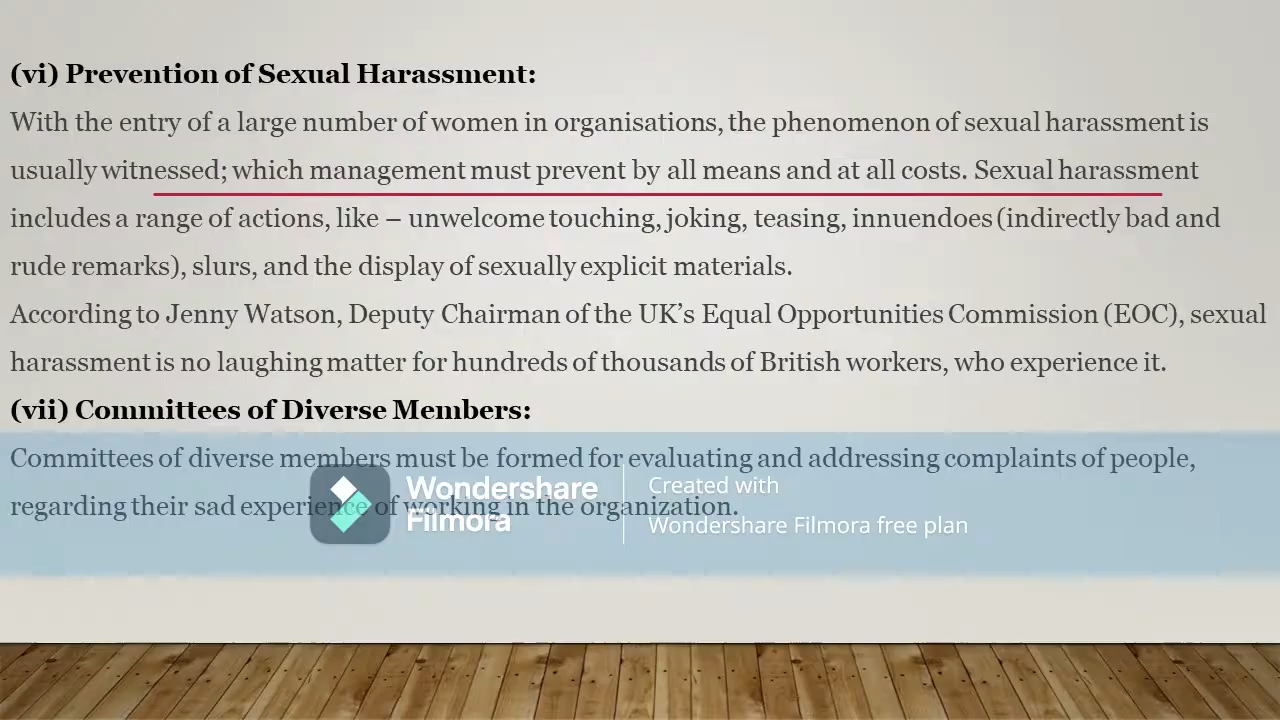 (vi) Prevention of Sexual Harassment:
With the entry of a large number of women in organisations, the phenomenon of sexual harassment is
usually witnessed; which management must prevent by all means and at all costs. Sexual harassment
includes a range of actions, like – unwelcome touching, joking, teasing, innuendoes (indirectly bad and
rude remarks), slurs, and the display of sexually explicit materials.
According to Jenny Watson, Deputy Chairman of the UK’s Equal Opportunities Commission (EOC), sexual
harassment is no laughing matter for hundreds of thousands of British workers, who experience it.
(vii) Committees of Diverse Members:
Committees of diverse members must be formed for evaluating and addressing complaints of people,
regarding their sad experience of working in the organization.
Wondershare
Filmora
Created with
Wondershare Filmora free plan